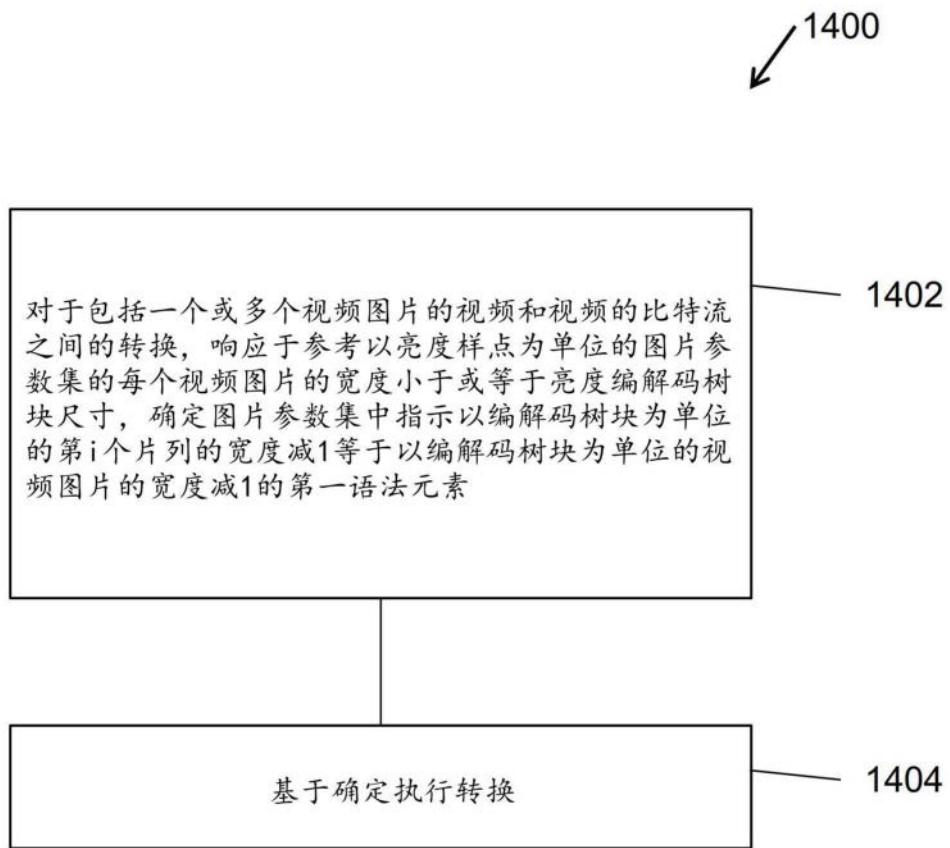 1400
对于包括一个或多个视频图片的视频和视频的比特流
之间的转换，响应于参考以亮度样点为单位的图片参
数集的每个视频图片的宽度小于或等于亮度编解码树
块尺寸，确定图片参数集中指示以编解码树块为单位
的第i个片列的宽度减1等于以编解码树块为单位的视
频图片的宽度减1的第一语法元素
1402
基于确定执行转换
1404